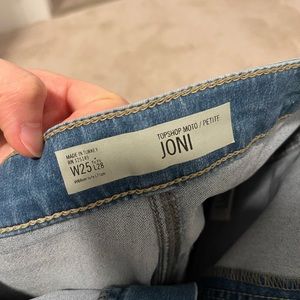 TOPSHOP MOTO / PETITE
JONI
MADE IN TURKEY
W25 L28